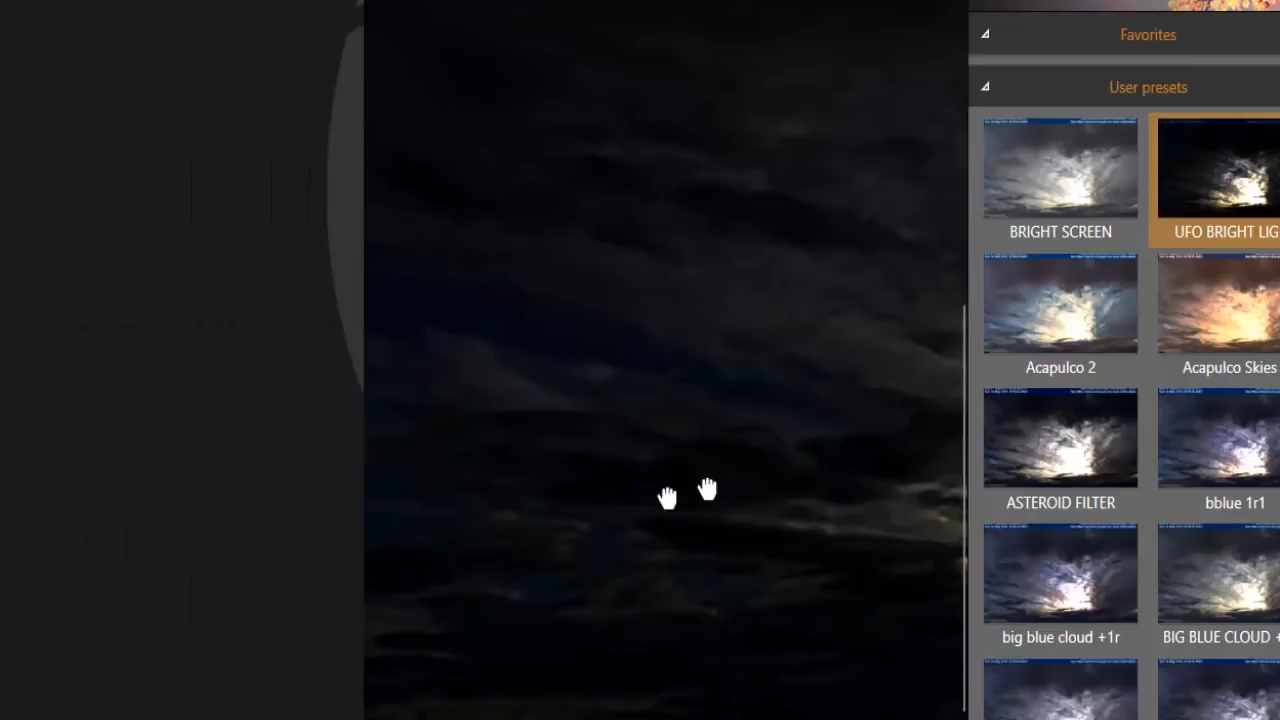 Favorites
User presets
BRIGHT SCREEN
UFO BRIGHT LIG
Acapulco 2
Acapulco Skies
ASTEROID FILTER
bblue 1r1
big blue cloud +1r
BIG BLUE CLOUD +